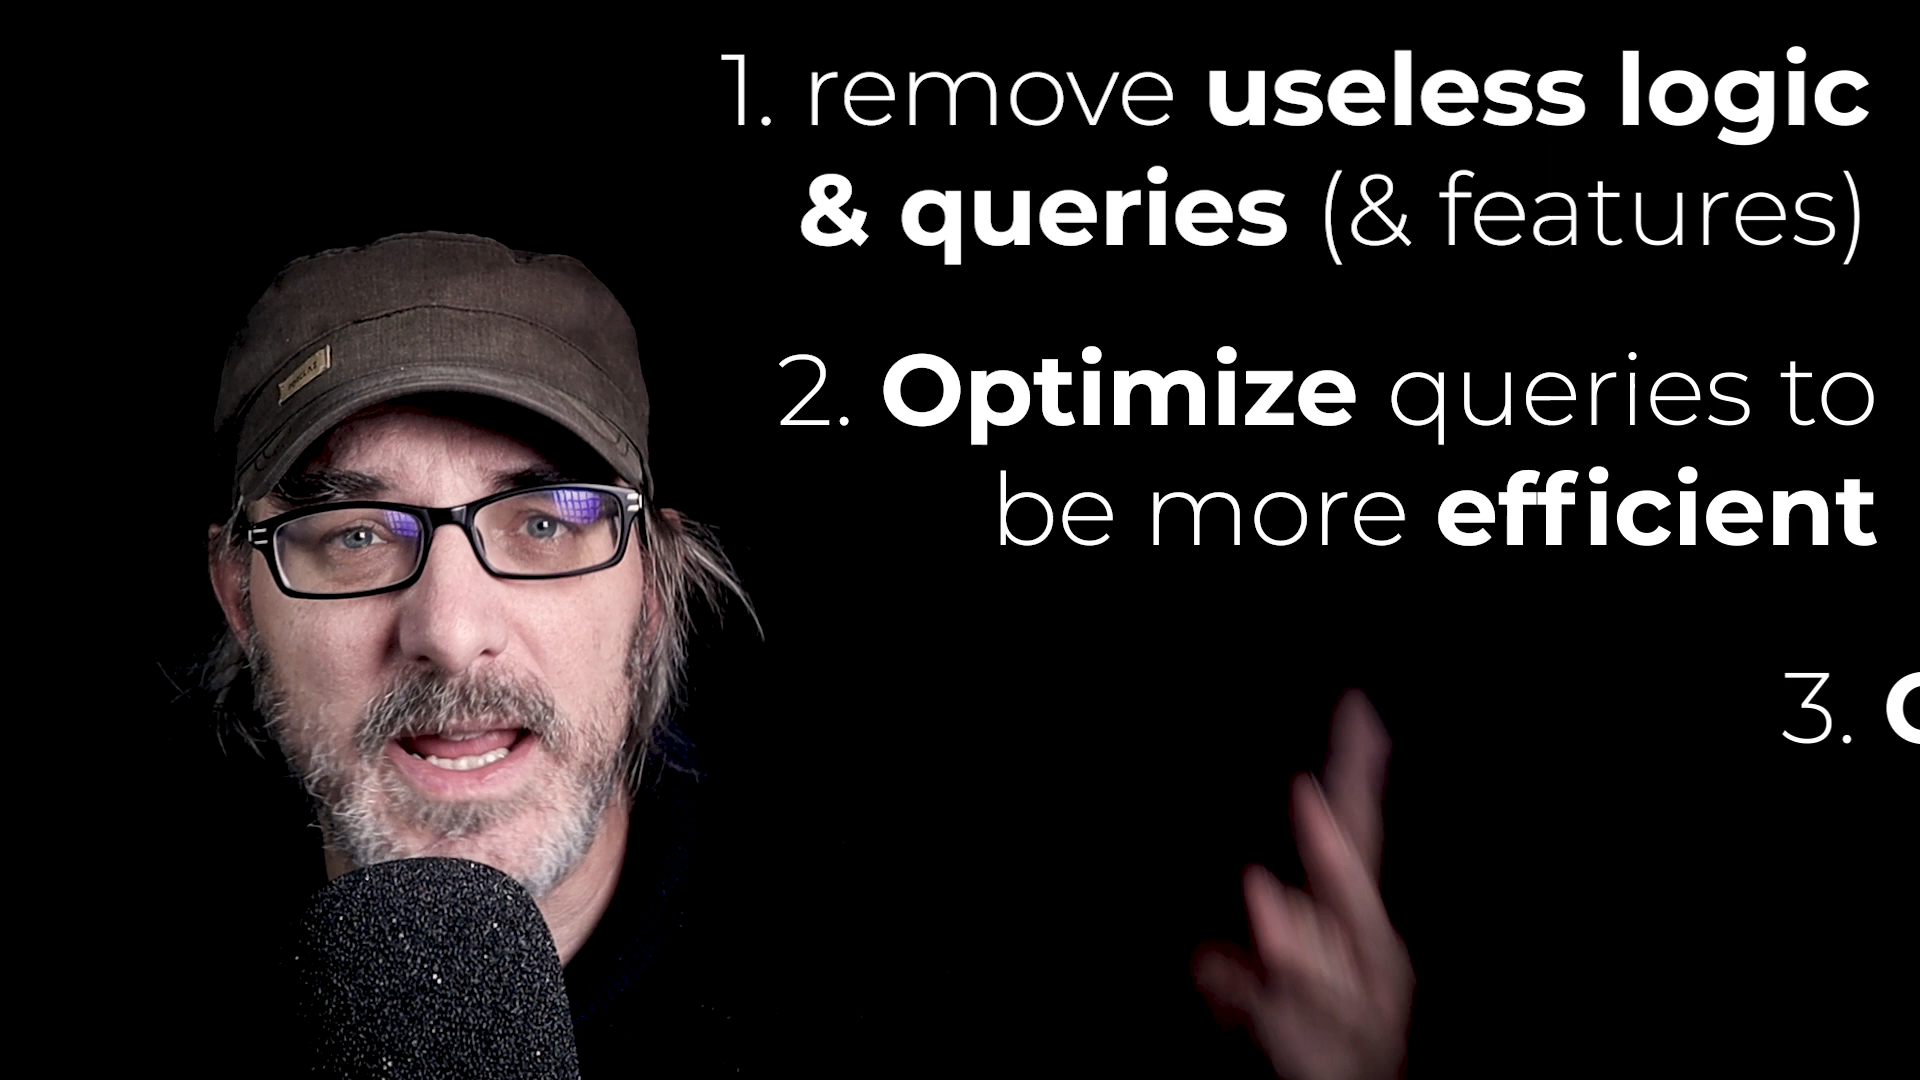 1. remove useless logic
& queries (& features)
2. Optimize queries to
be more efficient
3.